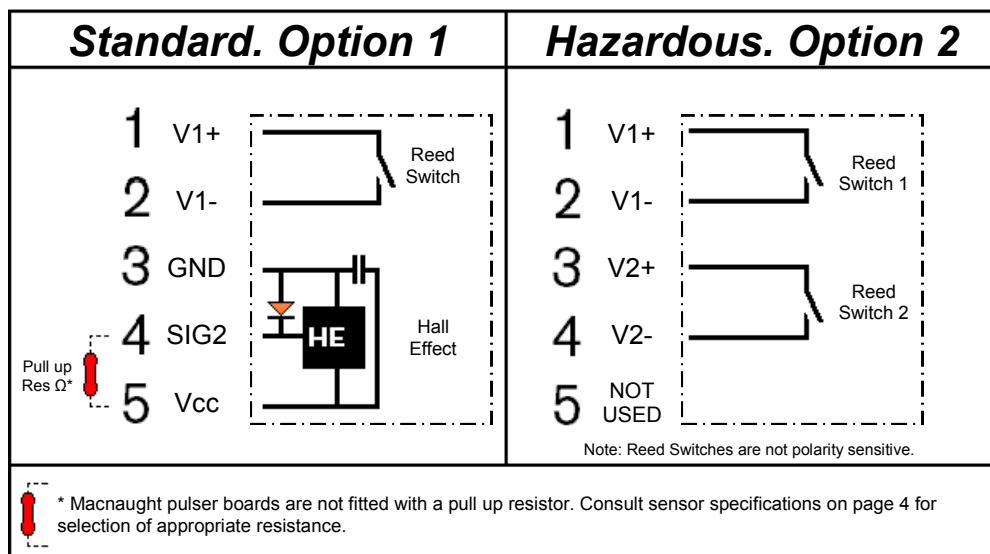 Standard. Option 1
1 V1+
2 V1-
Reed
Switch
3 GND
4 SIG2
5 Vcc
HE
Hall
Effect
Pull up
Res Ω*
Hazardous. Option 2
1 V1+
2 V1-
Reed
Switch 1
3 V2+
4 V2-
Reed
Switch 2
5 NOT
USED
Note: Reed Switches are not polarity sensitive.
* Macnaught pulser boards are not fitted with a pull up resistor. Consult sensor specifications on page 4 for
selection of appropriate resistance.